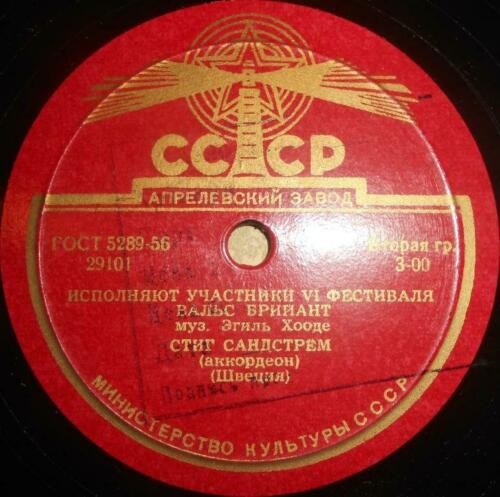 СССР
АПРЕЛЕВСКИЙ ЗАВОД
ГОСТ 5289-56
29101
Вторая гр.
3-00
ИСПОЛНЯЮТ УЧАСТНИКИ VI ФЕСТИВАЛЯ
ВАЛЬС БРИИАНТ
муз. Эгиль Хооде
СТИГ САНДСТРЕМ
(аккордеон)
(Швеция)
МИНИСТЕРСТВО КУЛЬТУРЫ СССР